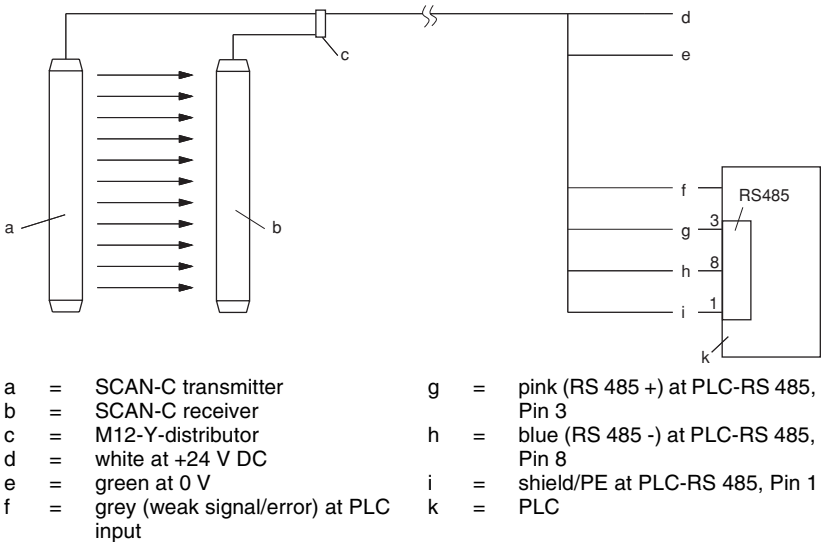 d
c
e
f
RS485
a
b
g
3
h
8
i
1
k
a = SCAN-C transmitter
b = SCAN-C receiver
c = M12-Y-distributor
d = white at +24 V DC
e = green at 0 V
f = grey (weak signal/error) at PLC
input
g = pink (RS 485 +) at PLC-RS 485,
Pin 3
h = blue (RS 485 -) at PLC-RS 485,
Pin 8
i = shield/PE at PLC-RS 485, Pin 1
k = PLC